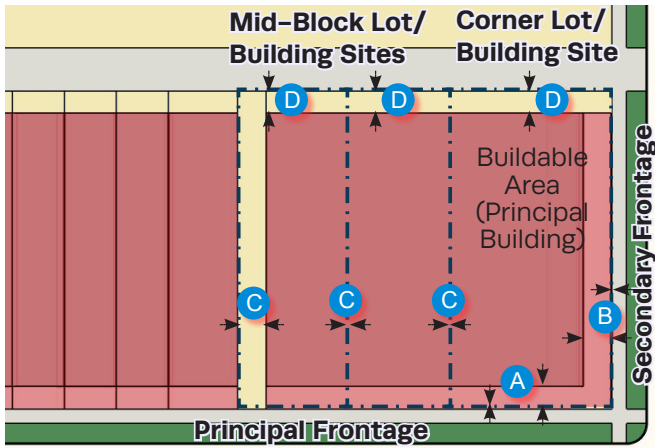 Mid-Block Lot/
Building Sites
Corner Lot/
Building Site
D
D
D
Buildable
Area
(Principal
Building)
Secondary Frontage
C
C
C
B
A
Principal Frontage